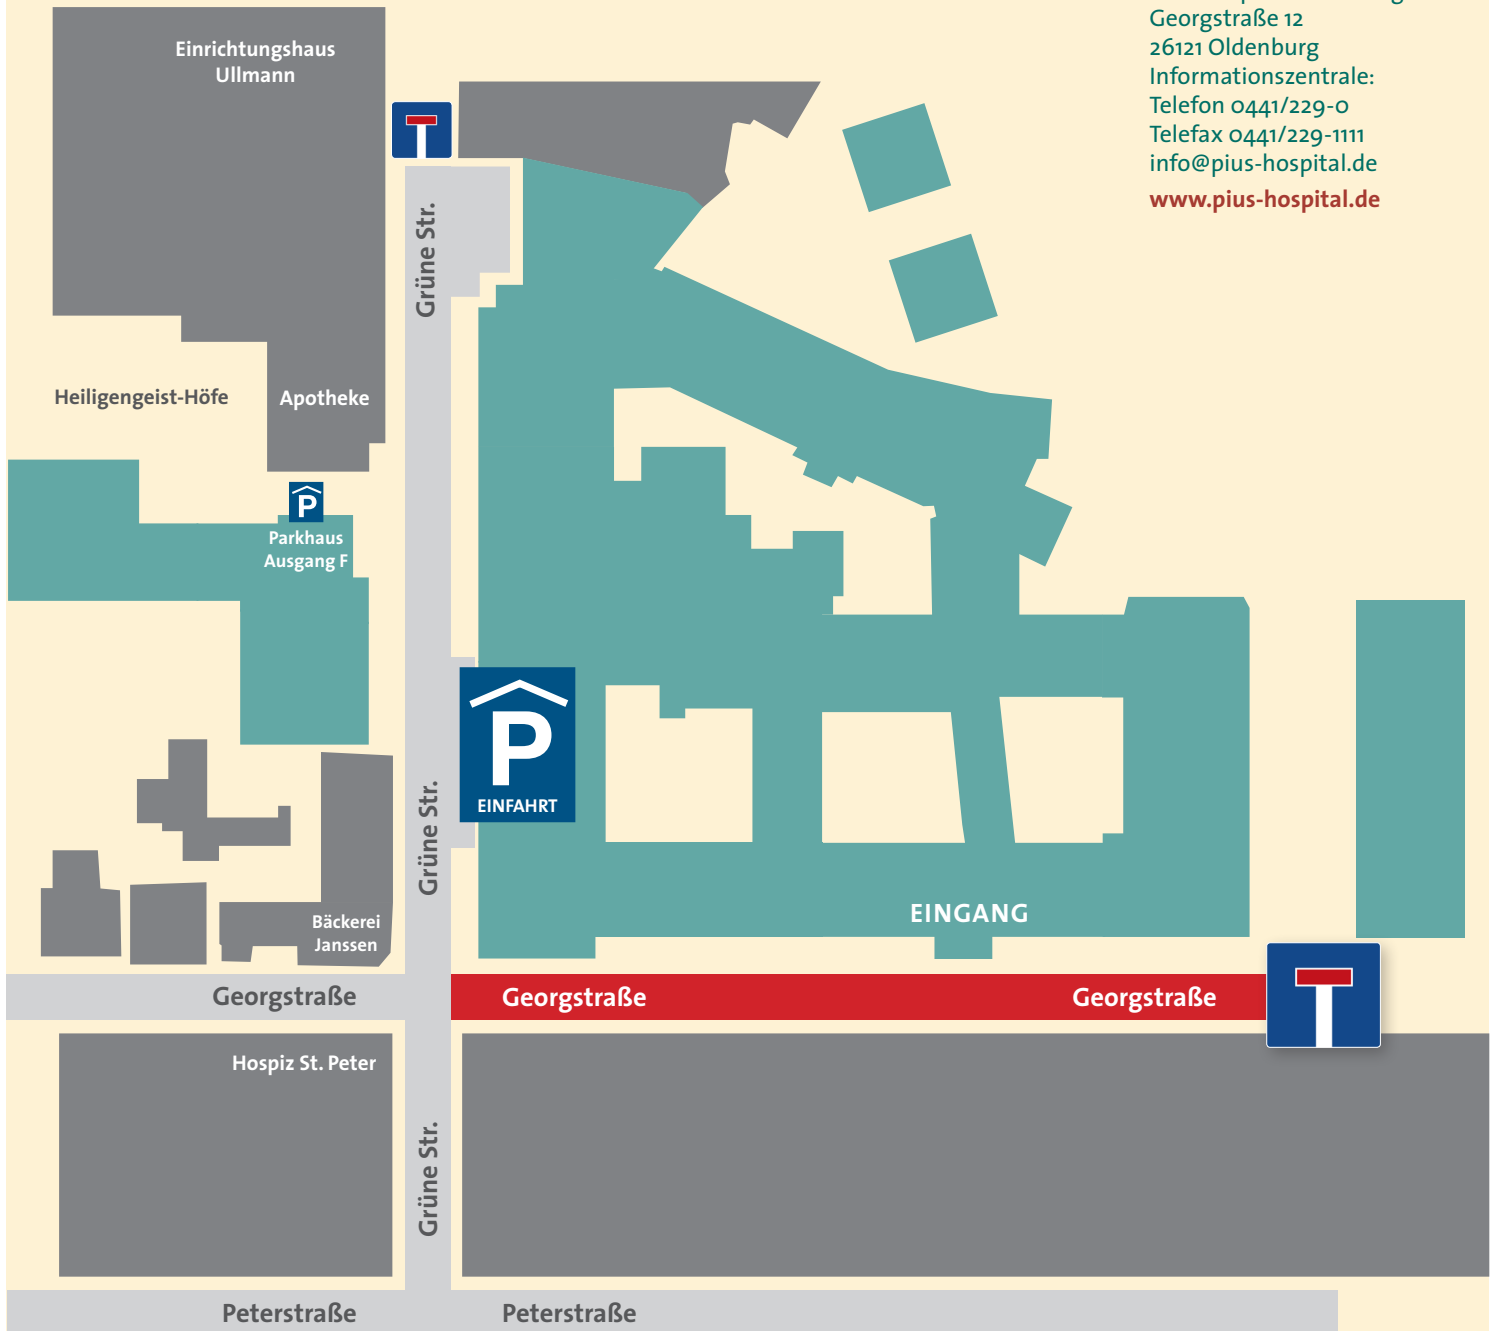 Georgstraße 12
26121 Oldenburg
Informationszentrale:
Telefon 0441/229-0
Telefax 0441/229-1111
info@pius-hospital.de
www.pius-hospital.de
Einrichtungshaus
Ullmann
Grüne Str.
Heiligengeist-Höfe
Apotheke
P
Parkhaus
Ausgang F
P
EINFAHRT
Grüne Str.
Bäckerei
Janssen
EINGANG
Georgstraße
Georgstraße
Georgstraße
Hospiz St. Peter
Grüne Str.
Peterstraße
Peterstraße